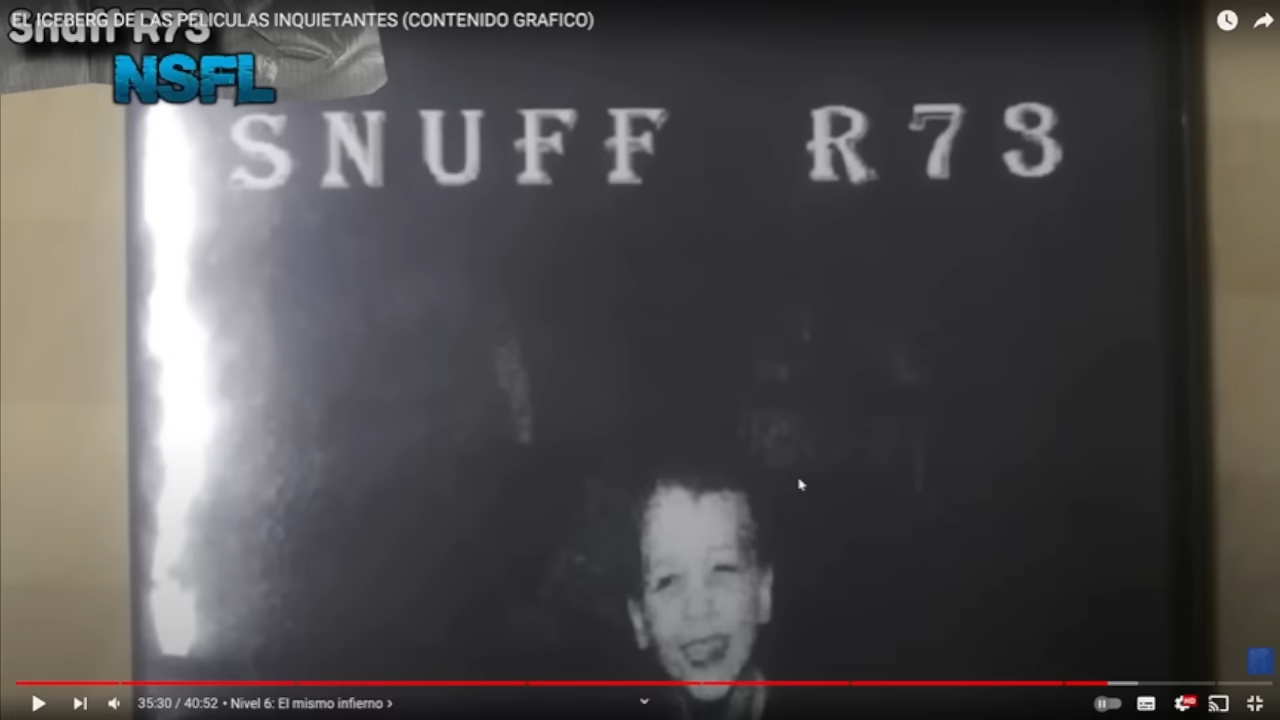 EL ICEBERG DE LAS PELICULAS INQUIETANTES (CONTENIDO GRAFICO)
Snuff R73
NSFL
SNUFF R73
35:30 / 40:52 • Nivel 6: El mismo infierno ›
HD